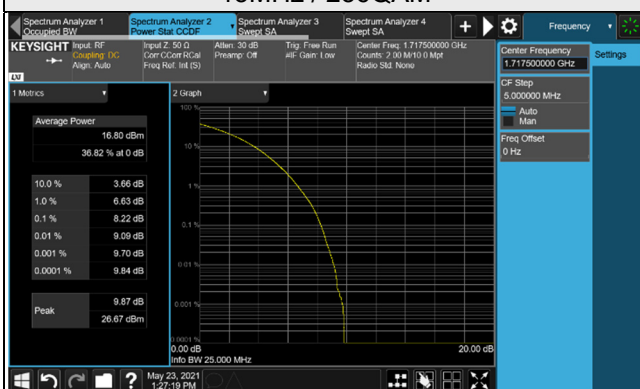 Spectrum Analyzer 1
Occupied BW
Spectrum Analyzer 2
Power Stat CCDF
Spectrum Analyzer 3
Swept SA
Spectrum Analyzer 4
Swept SA
Frequency
KEYSIGHT
Input: RF
Coupling: DC
Align: Auto
Input Z: 50 Ω
Corr CCorr RCal
Freq Ref: Int (S)
Atten: 30 dB
Preamp: Off
Trig: Free Run
#IF Gain: Low
Center Freq: 1.717500000 GHz
Counts: 2.00 M/10.0 Mpt
Radio Std: None
LXI
Center Frequency
1.717500000 GHz
Settings
CF Step
5.000000 MHz
Auto
Man
Freq Offset
0 Hz
1 Metrics
2 Graph
Average Power
16.80 dBm
36.82 % at 0 dB
10.0 % 3.66 dB
1.0 % 6.63 dB
0.1 % 8.22 dB
0.01 % 9.09 dB
0.001 % 9.70 dB
0.0001 % 9.84 dB
Peak 9.87 dB
26.67 dBm
100 %
10 %
1 %
0.1 %
0.01 %
0.001 %
0.0001 %
0.00 dB
20.00 dB
Info BW 25.000 MHz
May 23, 2021
1:27:19 PM